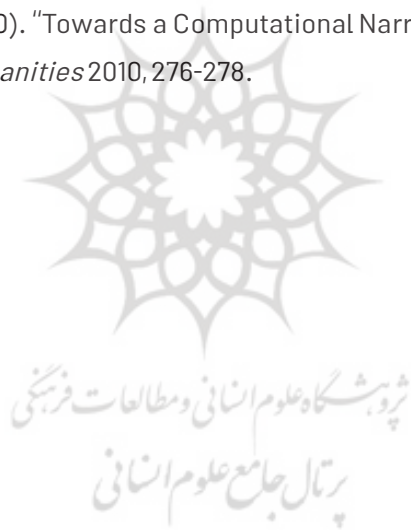 0). "Towards a Computational Narr
anities 2010, 276-278.
پژوهشگاه علوم انسانی و مطالعات فرهنگی
پرتال جامع علوم انسانی